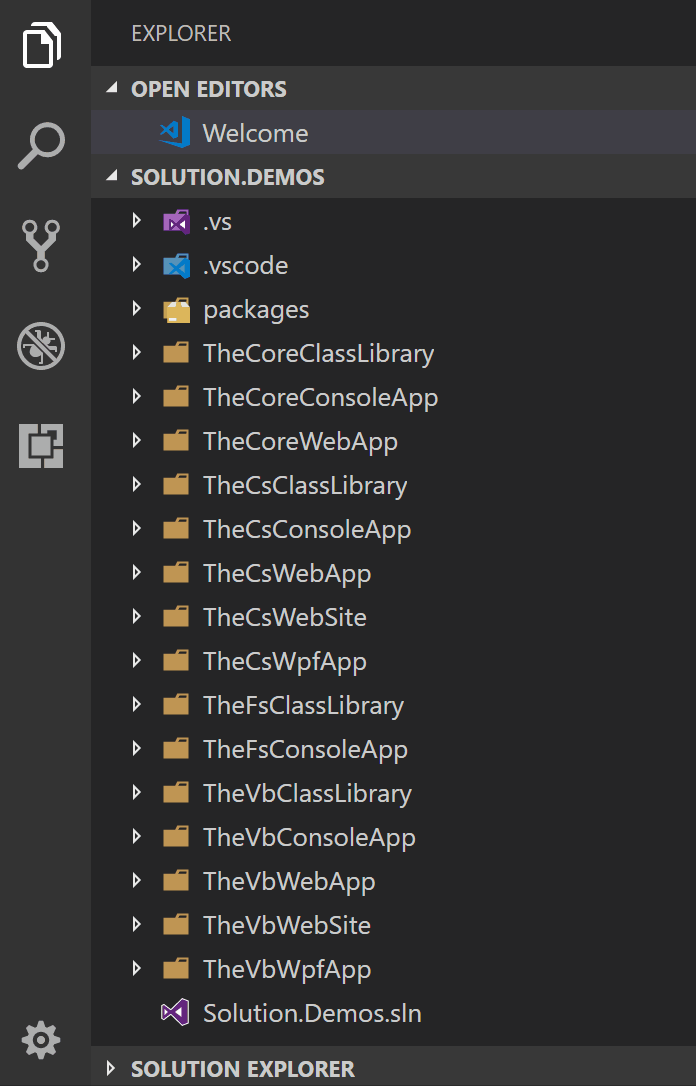 EXPLORER
OPEN EDITORS
Welcome
SOLUTION.DEMOS
.vs
.vscode
packages
TheCoreClassLibrary
TheCoreConsoleApp
TheCoreWebApp
TheCsClassLibrary
TheCsConsoleApp
TheCsWebApp
TheCsWebSite
TheCsWpfApp
TheFsClassLibrary
TheFsConsoleApp
TheVbClassLibrary
TheVbConsoleApp
TheVbWebApp
TheVbWebSite
TheVbWpfApp
Solution.Demos.sln
SOLUTION EXPLORER